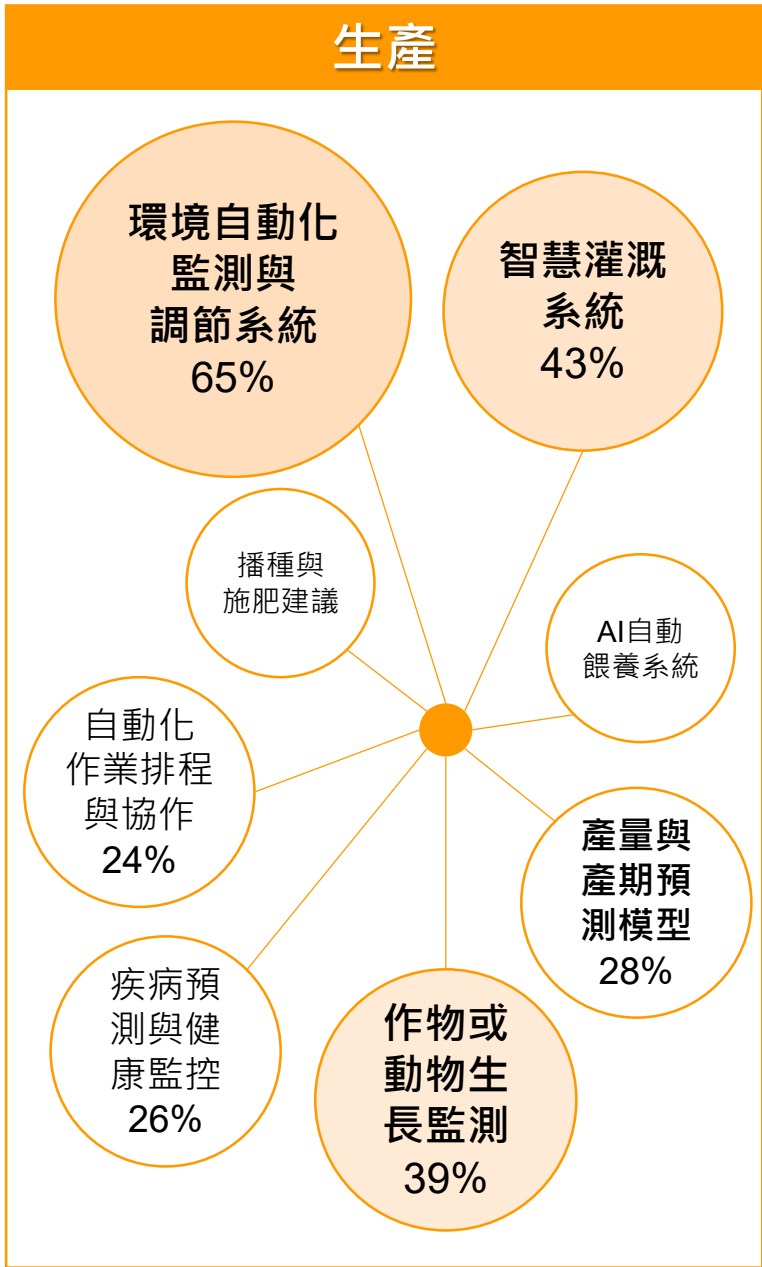 生產
環境自動化
監測與
調節系統
65%
智慧灌溉
系統
43%
播種與
施肥建議
AI自動
餵養系統
自動化
作業排程
與協作
24%
產量與
產期預
測模型
28%
疾病預
測與健
康監控
26%
作物或
動物生
長監測
39%